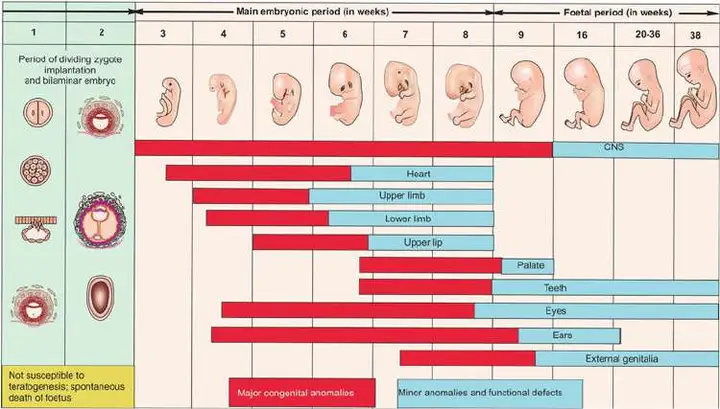 Main embryonic period (in weeks)
Foetal period (in weeks)
1 2 3 4 5 6 7 8 9 16 20-36 38
Period of dividing zygote
implantation
and bilaminar embryo
CNS
Heart
Upper limb
Lower limb
Upper lip
Palate
Teeth
Eyes
Ears
External genitalia
Not susceptible to
teratogenesis; spontaneous
death of foetus
Major congenital anomalies
Minor anomalies and functional defects